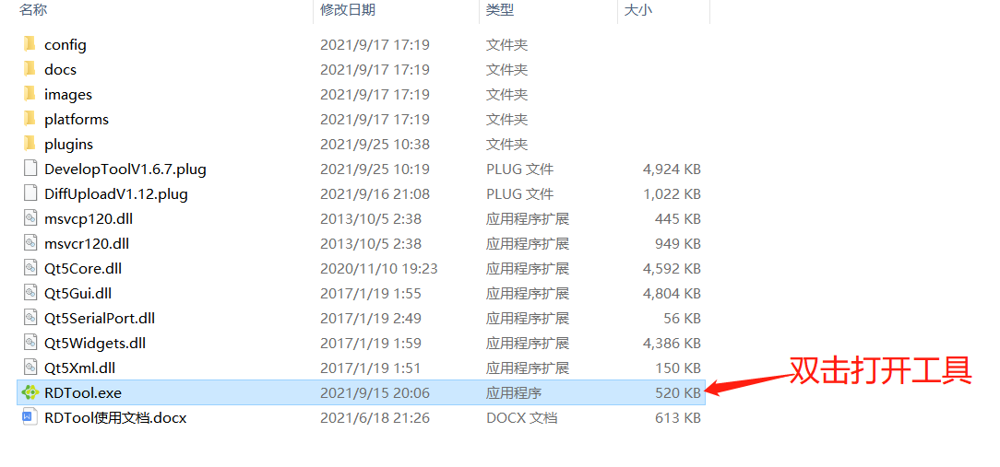 名称 修改日期 类型 大小
config 2021/9/17 17:19 文件夹
docs 2021/9/17 17:19 文件夹
images 2021/9/17 17:19 文件夹
platforms 2021/9/17 17:19 文件夹
plugins 2021/9/25 10:38 文件夹
DevelopToolV1.6.7.plug 2021/9/25 10:19 PLUG 文件 4,924 KB
DiffUploadV1.12.plug 2021/9/16 21:08 PLUG 文件 1,022 KB
msvcp120.dll 2013/10/5 2:38 应用程序扩展 445 KB
msvcr120.dll 2013/10/5 2:38 应用程序扩展 949 KB
Qt5Core.dll 2020/11/10 19:23 应用程序扩展 4,592 KB
Qt5Gui.dll 2017/1/19 1:55 应用程序扩展 4,804 KB
Qt5SerialPort.dll 2017/1/19 2:49 应用程序扩展 56 KB
Qt5Widgets.dll 2017/1/19 1:59 应用程序扩展 4,386 KB
Qt5Xml.dll 2017/1/19 1:51 应用程序扩展 150 KB
双击打开工具
RDTool.exe 2021/9/15 20:06 应用程序 520 KB
RDTool使用文档.docx 2021/6/18 21:26 DOCX 文档 613 KB